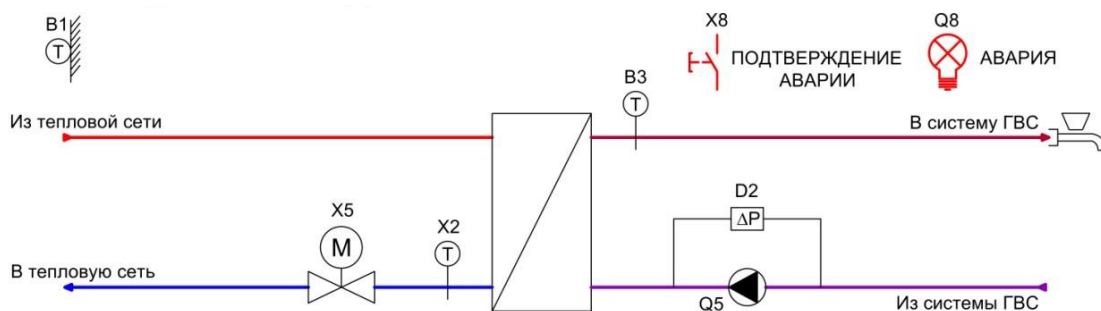 B1
T
X8
ПОДТВЕРЖДЕНИЕ
АВАРИИ
Q8
АВАРИЯ
B3
T
Из тепловой сети
В систему ГВС
X5
M
X2
T
D2
ΔP
В тепловую сеть
Q5
Из системы ГВС